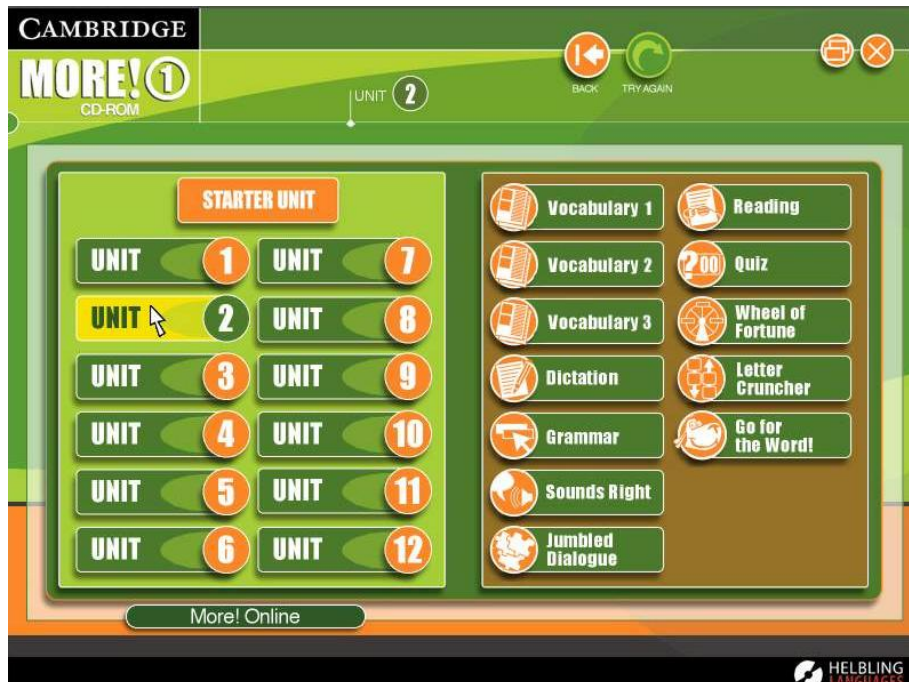 CAMBRIDGE
MORE! 1
CD-ROM
UNIT 2
BACK
TRY AGAIN
STARTER UNIT
UNIT 1
UNIT 2
UNIT 3
UNIT 4
UNIT 5
UNIT 6
UNIT 7
UNIT 8
UNIT 9
UNIT 10
UNIT 11
UNIT 12
Vocabulary 1
Vocabulary 2
Vocabulary 3
Dictation
Grammar
Sounds Right
Jumbled
Dialogue
Reading
?00 Quiz
Wheel of
Fortune
Letter
Cruncher
Go for
the Word!
More! Online
HELBLING
LANGUAGES